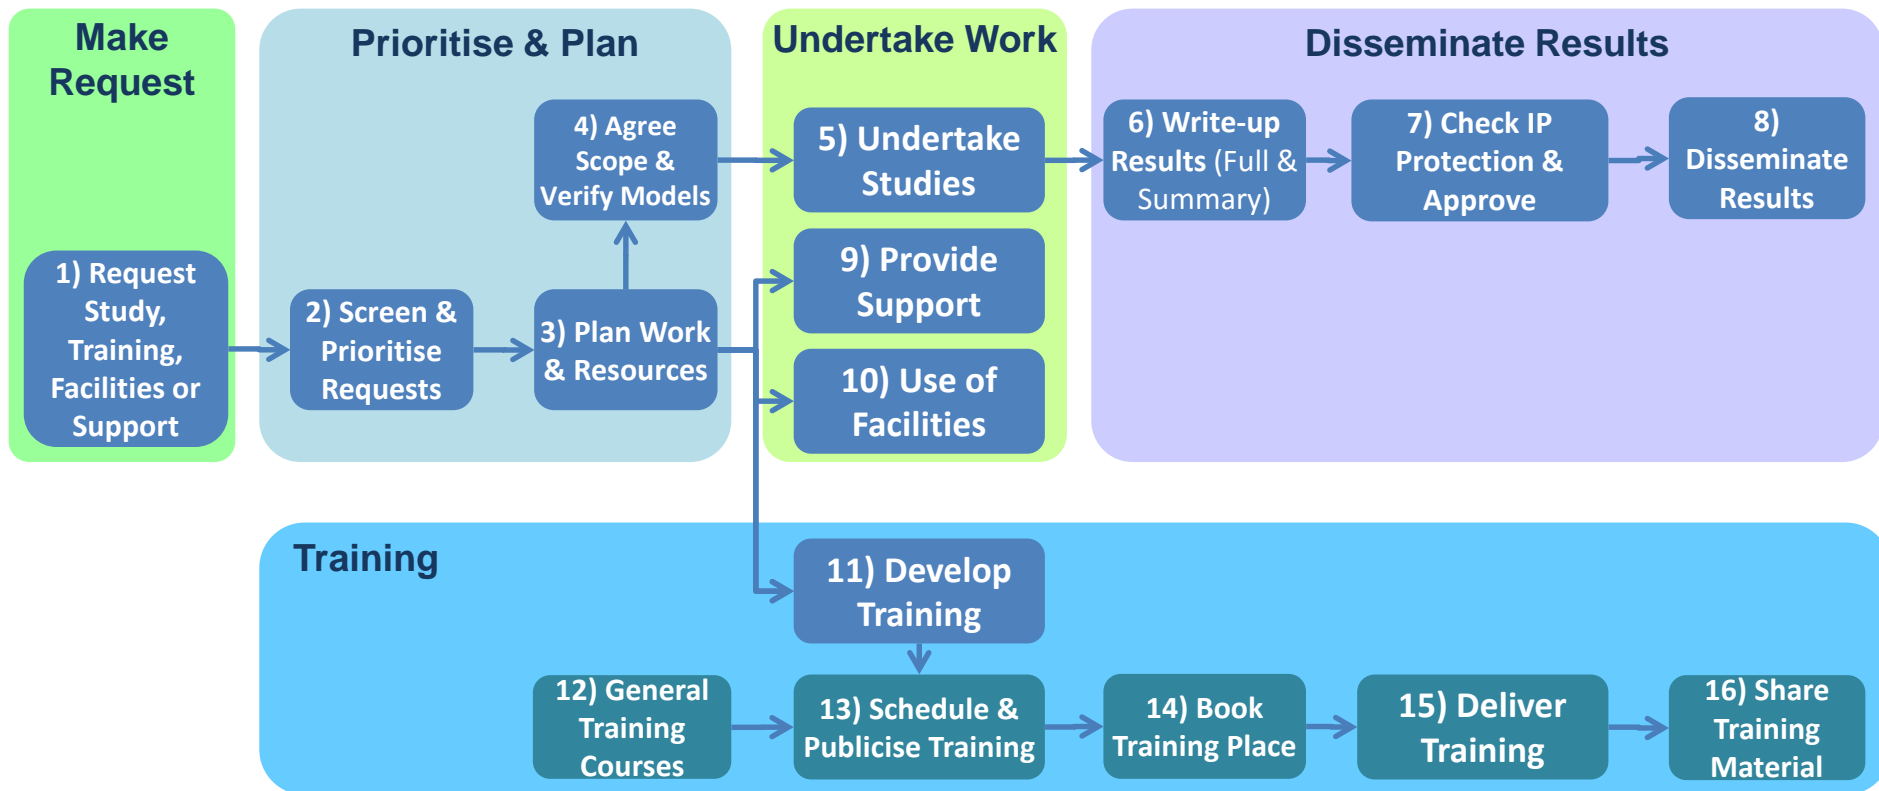 Make
Request
Prioritise & Plan
Undertake Work
Disseminate Results
1) Request
Study,
Training,
Facilities or
Support
2) Screen &
Prioritise
Requests
3) Plan Work
& Resources
4) Agree
Scope &
Verify Models
5) Undertake
Studies
6) Write-up
Results (Full &
Summary)
7) Check IP
Protection &
Approve
8)
Disseminate
Results
9) Provide
Support
10) Use of
Facilities
Training
11) Develop
Training
12) General
Training
Courses
13) Schedule &
Publicise Training
14) Book
Training Place
15) Deliver
Training
16) Share
Training
Material